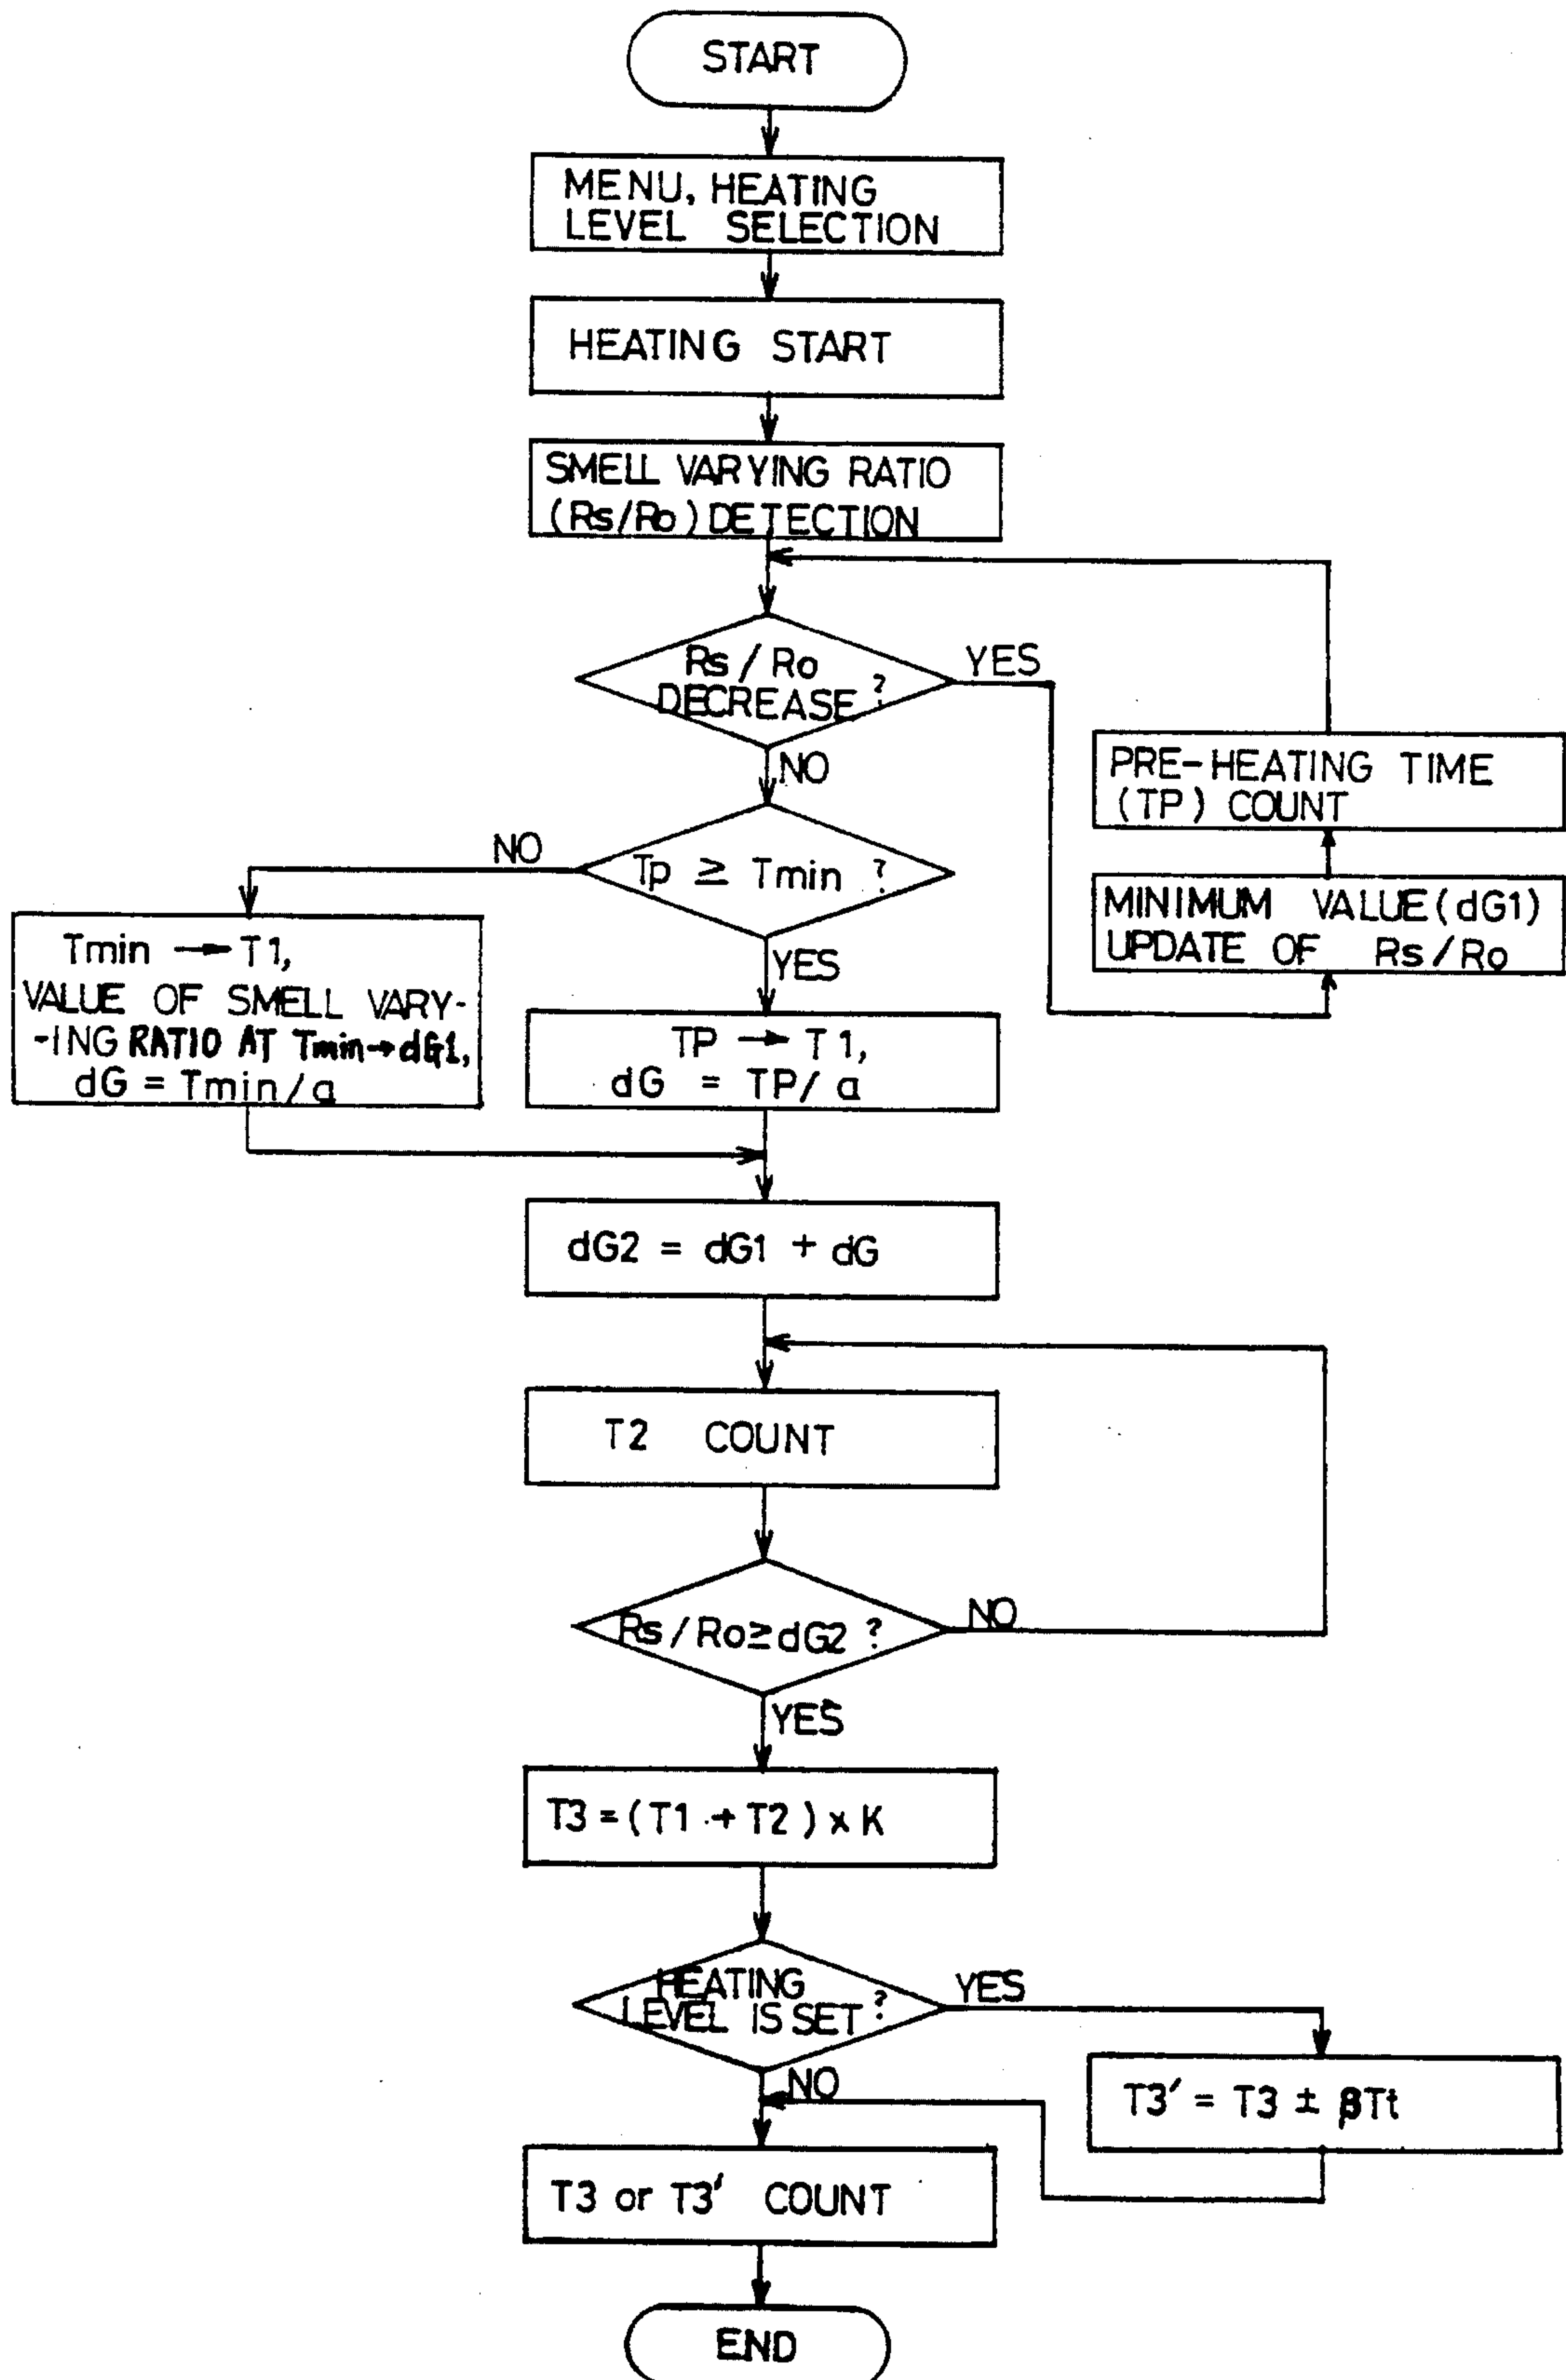 START
MENU, HEATING
LEVEL SELECTION
HEATING START
SMELL VARYING RATIO
(Rs/Ro) DETECTION
Rs / Ro
DECREASE ?
YES
NO
PRE-HEATING TIME
(TP) COUNT
MINIMUM VALUE (dG1)
UPDATE OF Rs/Ro
Tp ≥ Tmin ?
NO
YES
Tmin → T1,
VALUE OF SMELL VARY-
-ING RATIO AT Tmin→dG1,
dG = Tmin/a
TP → T1,
dG = TP/ a
dG2 = dG1 + dG
T2 COUNT
Rs/Ro≥dG2 ?
NO
YES
T3 = (T1 + T2) x K
HEATING
LEVEL IS SET ?
YES
NO
T3' = T3 ± βTt
T3 or T3' COUNT
END